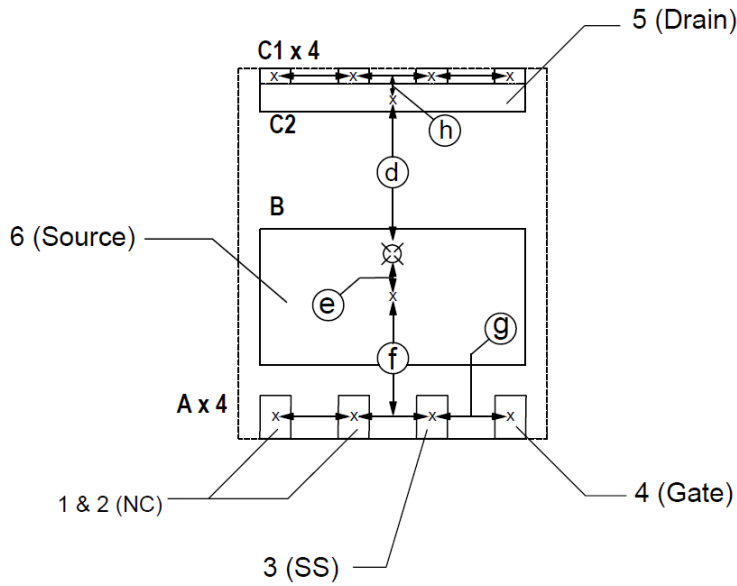 5 (Drain)
C1 x 4
x x x x
x
h
C2
d
B
6 (Source)
e
x
g
f
A x 4
x x x x
1 & 2 (NC)
4 (Gate)
3 (SS)